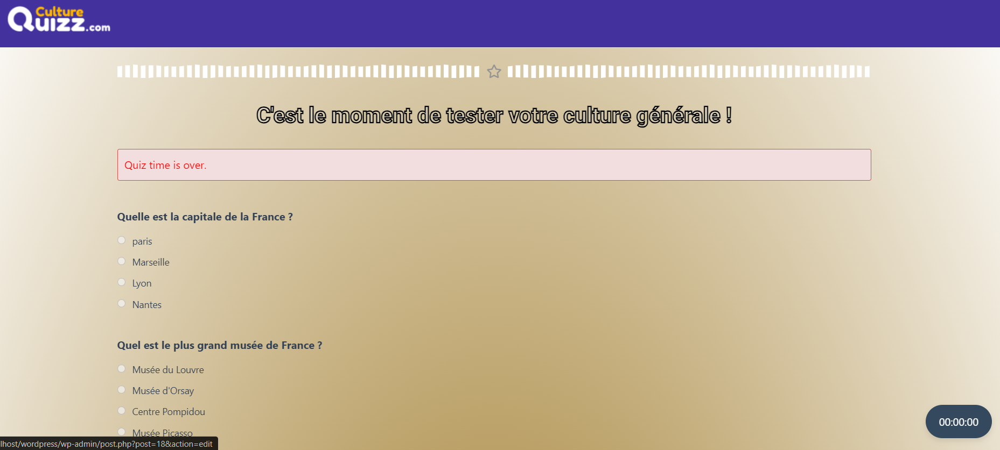 Culture
Quizz.com
C'est le moment de tester votre culture générale !
Quiz time is over.
Quelle est la capitale de la France ?
paris
Marseille
Lyon
Nantes
Quel est le plus grand musée de France ?
Musée du Louvre
Musée d'Orsay
Centre Pompidou
Musée Picasso
00:00:00
lhost/wordpress/wp-admin/post.php?post=18&action=edit